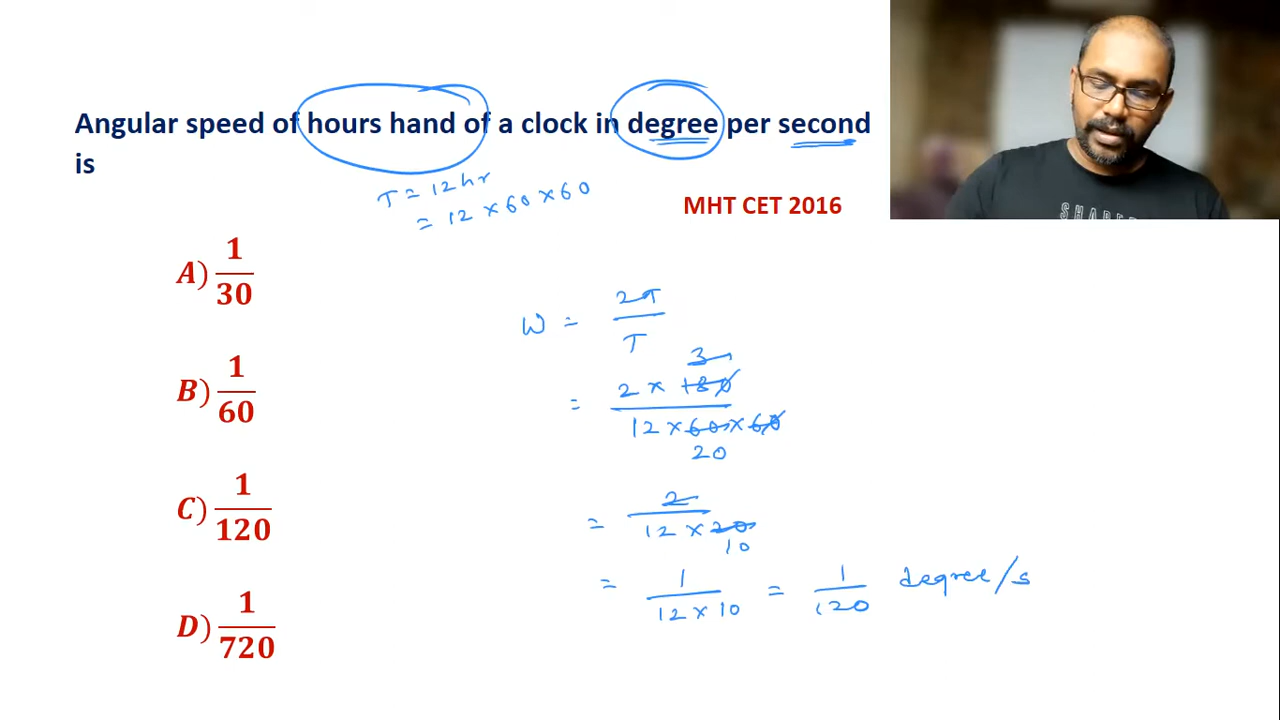 Angular speed of hours hand of a clock in degree per second
is
T = 12 hr
= 12 × 60 × 60
MHT CET 2016
A) 1/30
B) 1/60
C) 1/120
D) 1/720
W = 2π/T
3
= 2 × 180 / 12 × 60 × 60
20
= 2 / 12 × 20
10
= 1 / 12 × 10 = 1/120 degree/s